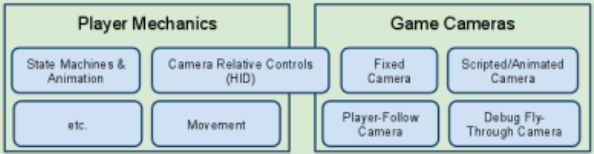 Player Mechanics
State Machines &
Animation
Camera Relative Controls
(HID)
etc.
Movement
Game Cameras
Fixed
Camera
Scripted/Animated
Camera
Player-Follow
Camera
Debug Fly-
Through Camera